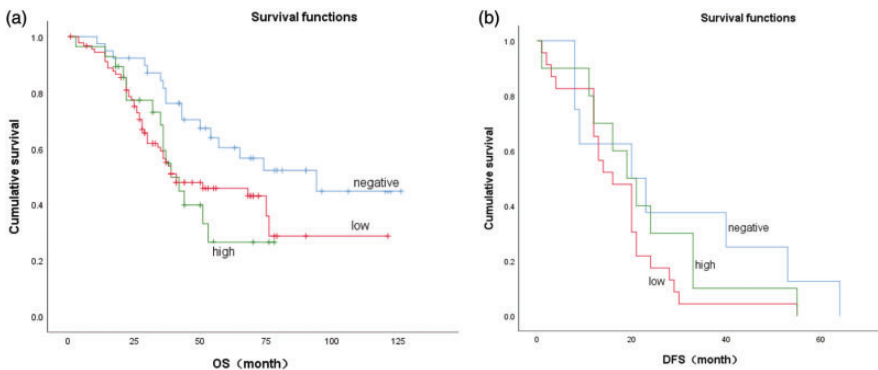 (a)
Survival functions
1.0
0.8
0.6
0.4
0.2
0.0
Cumulative survival
negative
low
high
0 25 50 75 100 125
OS（month）
(b)
Survival functions
1.0
0.8
0.6
0.4
0.2
0.0
Cumulative survival
negative
high
low
0 20 40 60
DFS（month）